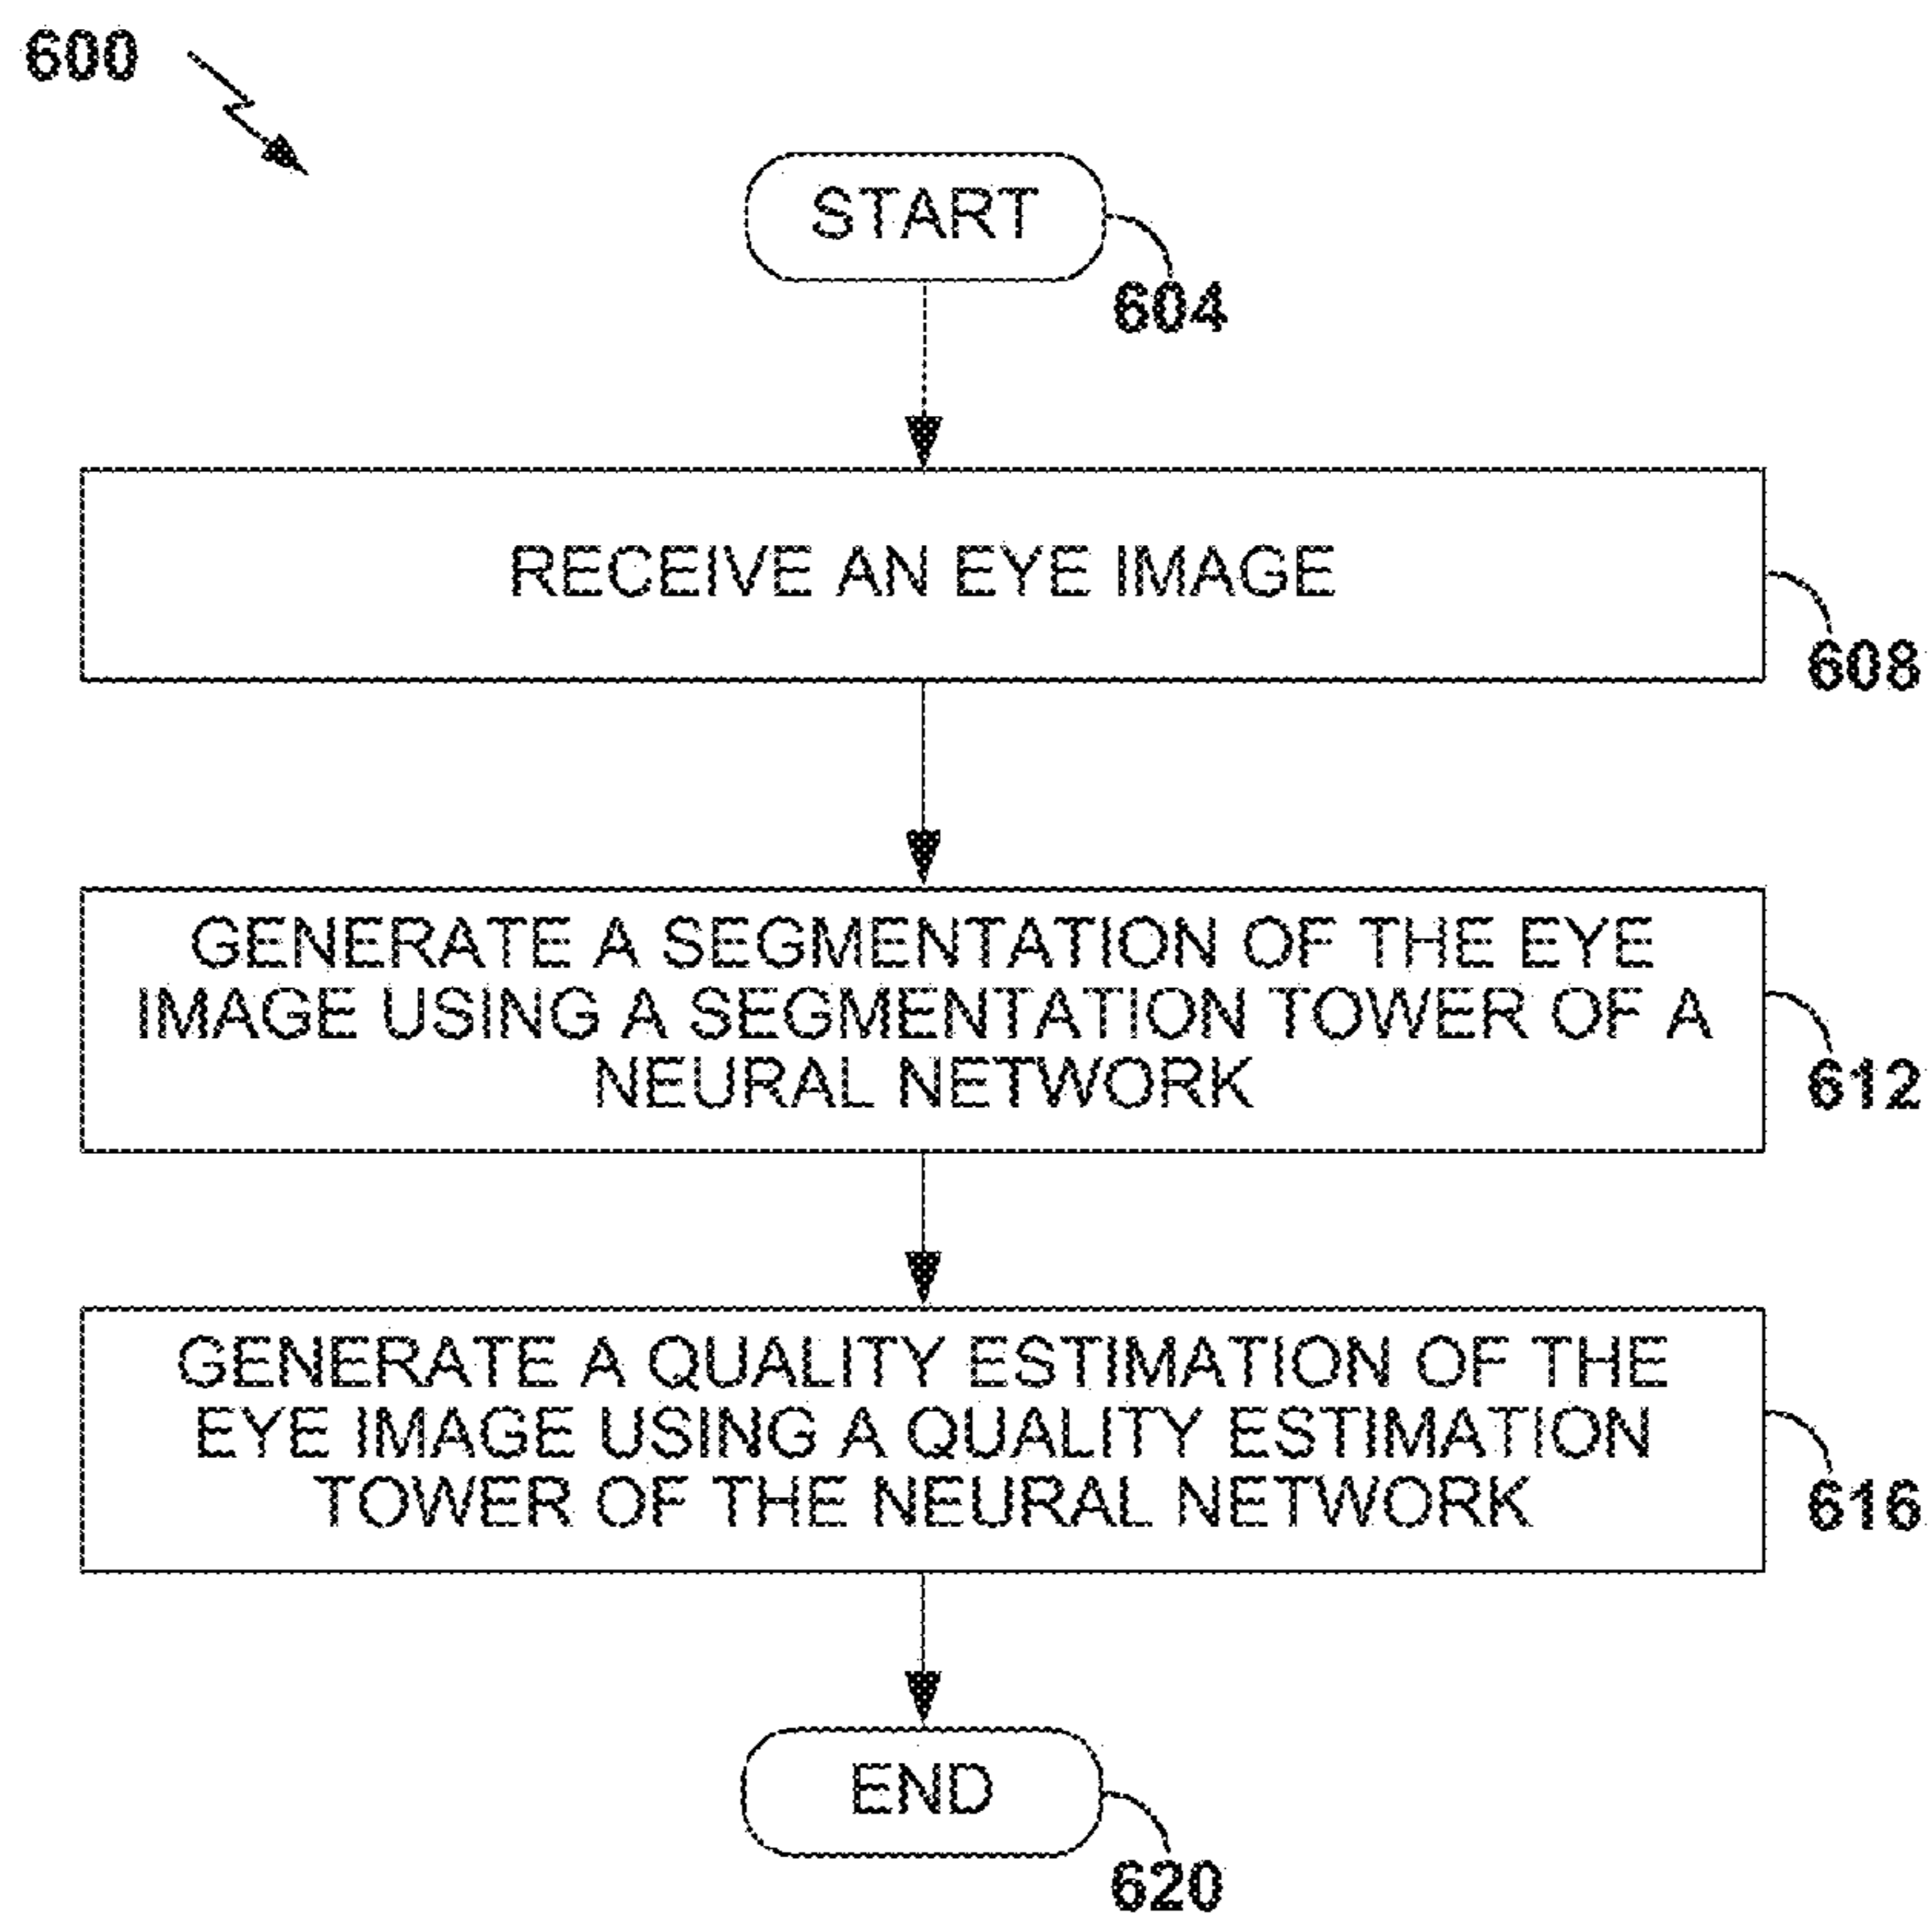 600
START
604
RECEIVE AN EYE IMAGE
608
GENERATE A SEGMENTATION OF THE EYE
IMAGE USING A SEGMENTATION TOWER OF A
NEURAL NETWORK
612
GENERATE A QUALITY ESTIMATION OF THE
EYE IMAGE USING A QUALITY ESTIMATION
TOWER OF THE NEURAL NETWORK
616
END
620